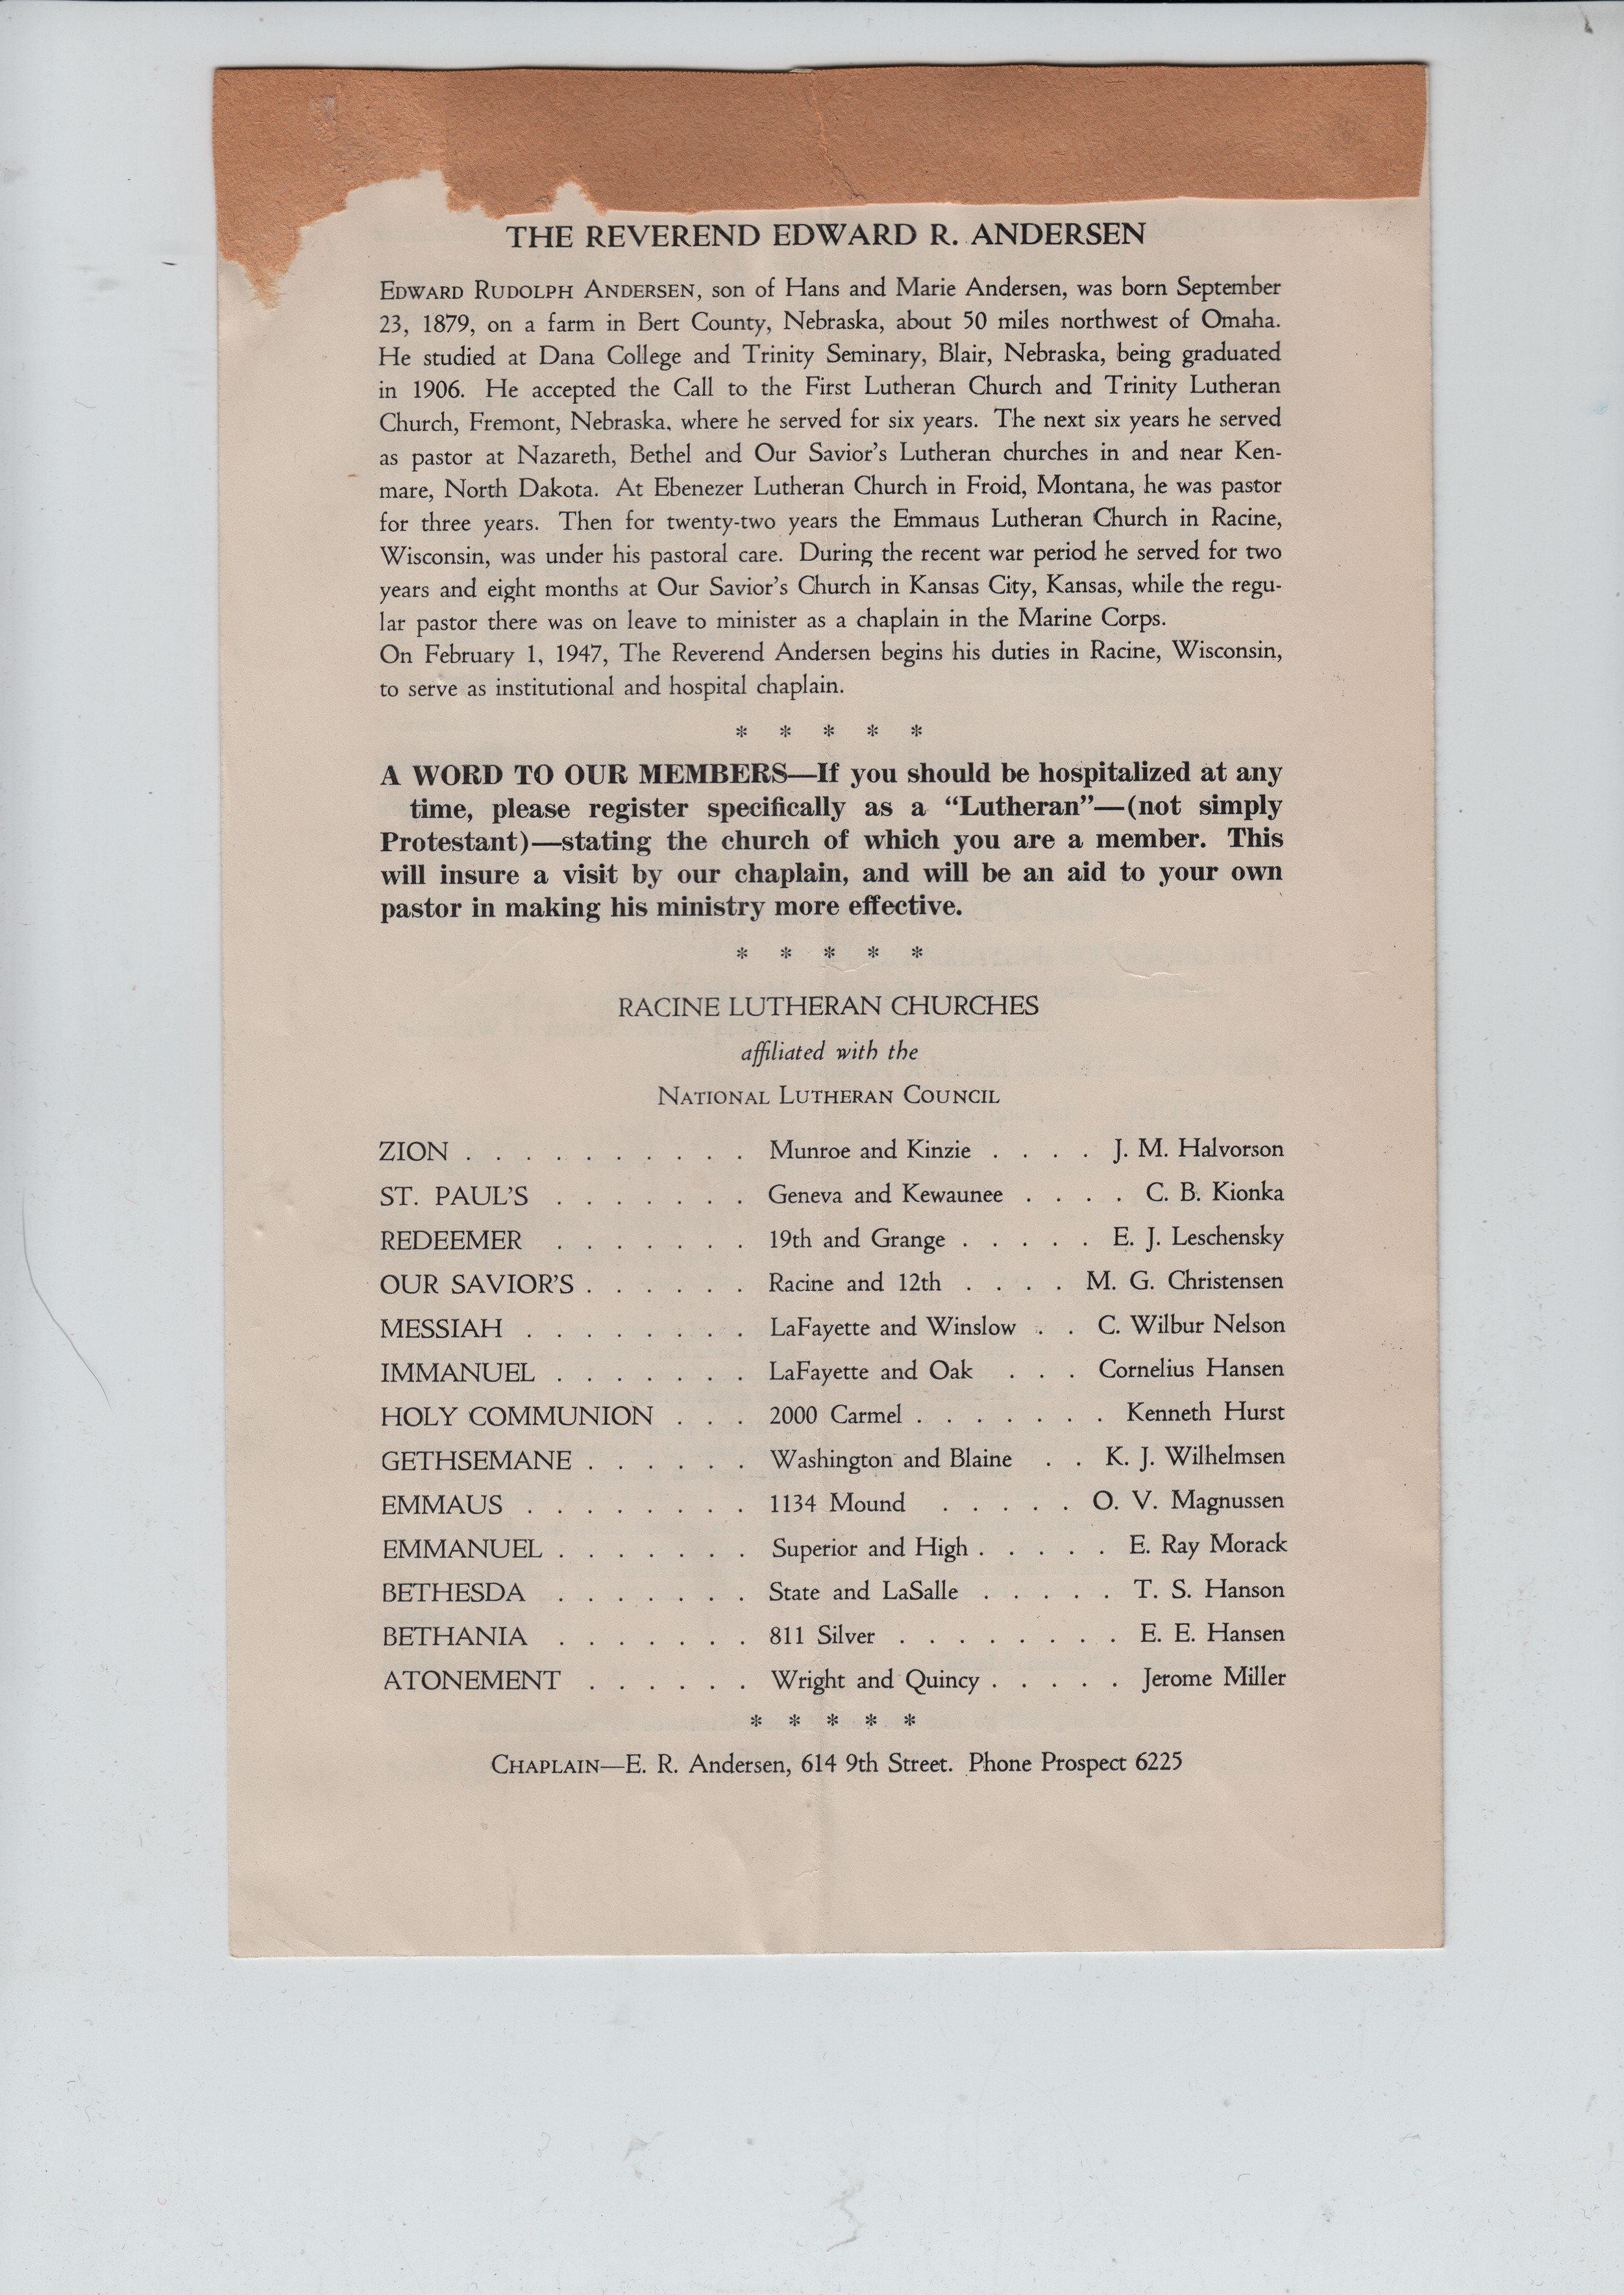 THE REVEREND EDWARD R. ANDERSEN
EDWARD RUDOLPH ANDERSEN, son of Hans and Marie Andersen, was born September
23, 1879, on a farm in Bert County, Nebraska, about 50 miles northwest of Omaha.
He studied at Dana College and Trinity Seminary, Blair, Nebraska, being graduated
in 1906. He accepted the Call to the First Lutheran Church and Trinity Lutheran
Church, Fremont, Nebraska, where he served for six years. The next six years he served
as pastor at Nazareth, Bethel and Our Savior's Lutheran churches in and near Ken-
mare, North Dakota. At Ebenezer Lutheran Church in Froid, Montana, he was pastor
for three years. Then for twenty-two years the Emmaus Lutheran Church in Racine,
Wisconsin, was under his pastoral care. During the recent war period he served for two
years and eight months at Our Savior's Church in Kansas City, Kansas, while the regu-
lar pastor there was on leave to minister as a chaplain in the Marine Corps.
On February 1, 1947, The Reverend Andersen begins his duties in Racine, Wisconsin,
to serve as institutional and hospital chaplain.
* * * * *
A WORD TO OUR MEMBERS—If you should be hospitalized at any
time, please register specifically as a "Lutheran"—(not simply
Protestant)—stating the church of which you are a member. This
will insure a visit by our chaplain, and will be an aid to your own
pastor in making his ministry more effective.
* * * * *
RACINE LUTHERAN CHURCHES
affiliated with the
NATIONAL LUTHERAN COUNCIL
ZION . . . . . . . . . . Munroe and Kinzie . . . . J. M. Halvorson
ST. PAUL'S . . . . . . . Geneva and Kewaunee . . . . C. B. Kionka
REDEEMER . . . . . . . 19th and Grange . . . . . E. J. Leschensky
OUR SAVIOR'S . . . . . . Racine and 12th . . . . M. G. Christensen
MESSIAH . . . . . . . . LaFayette and Winslow . . C. Wilbur Nelson
IMMANUEL . . . . . . . LaFayette and Oak . . . Cornelius Hansen
HOLY COMMUNION . . . 2000 Carmel . . . . . . . Kenneth Hurst
GETHSEMANE . . . . . . Washington and Blaine . . K. J. Wilhelmsen
EMMAUS . . . . . . . . 1134 Mound . . . . . O. V. Magnussen
EMMANUEL . . . . . . . Superior and High . . . . . E. Ray Morack
BETHESDA . . . . . . . State and LaSalle . . . . . T. S. Hanson
BETHANIA . . . . . . . 811 Silver . . . . . . . . E. E. Hansen
ATONEMENT . . . . . . Wright and Quincy . . . . . Jerome Miller
* * * * *
CHAPLAIN—E. R. Andersen, 614 9th Street. Phone Prospect 6225